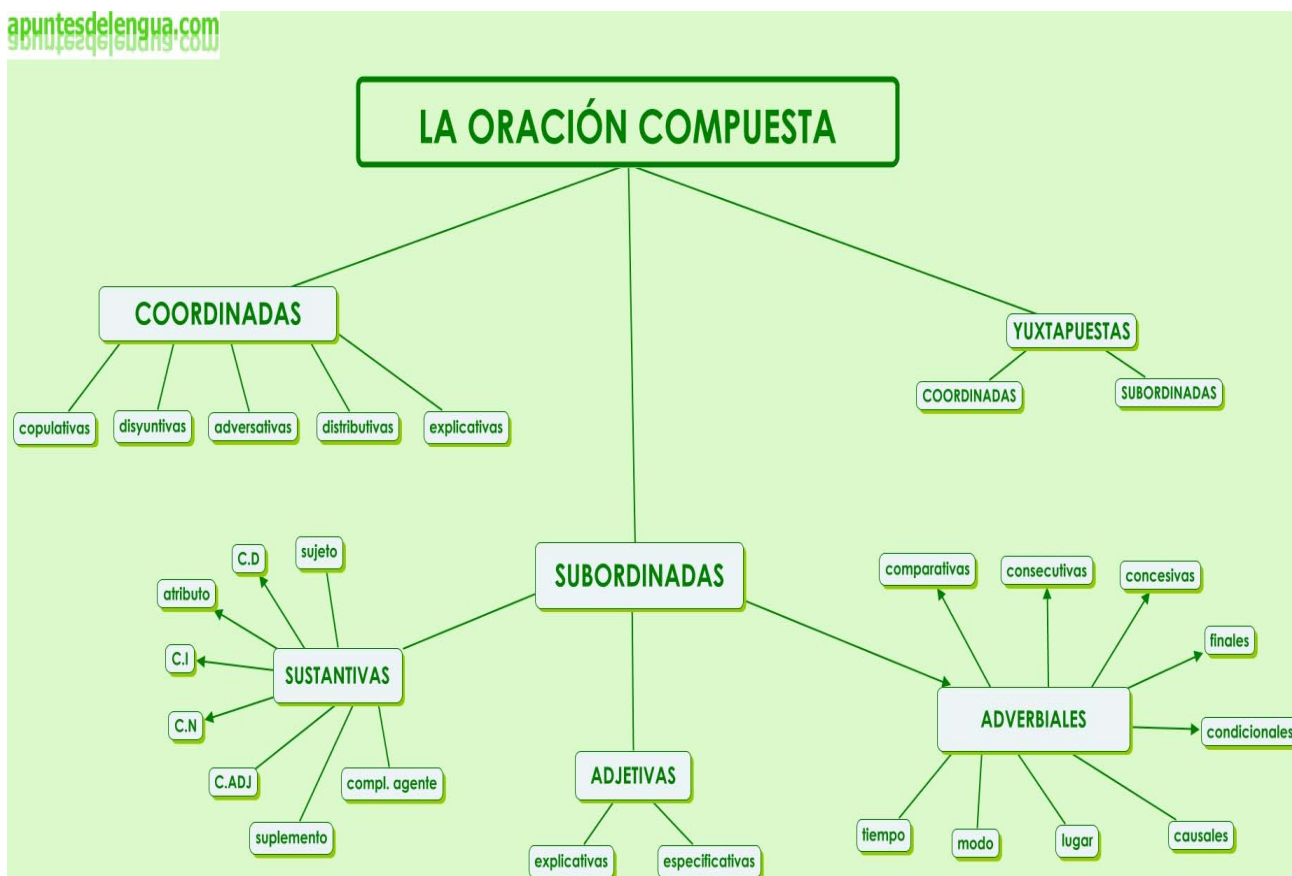 apuntesdelengua.com
LA ORACIÓN COMPUESTA
COORDINADAS
copulativas
disyuntivas
adversativas
distributivas
explicativas
YUXTAPUESTAS
COORDINADAS
SUBORDINADAS
SUBORDINADAS
SUSTANTIVAS
sujeto
C.D
atributo
C.I
C.N
C.ADJ
suplemento
compl. agente
ADJETIVAS
explicativas
especificativas
ADVERBIALES
comparativas
consecutivas
concesivas
finales
condicionales
tiempo
modo
lugar
causales